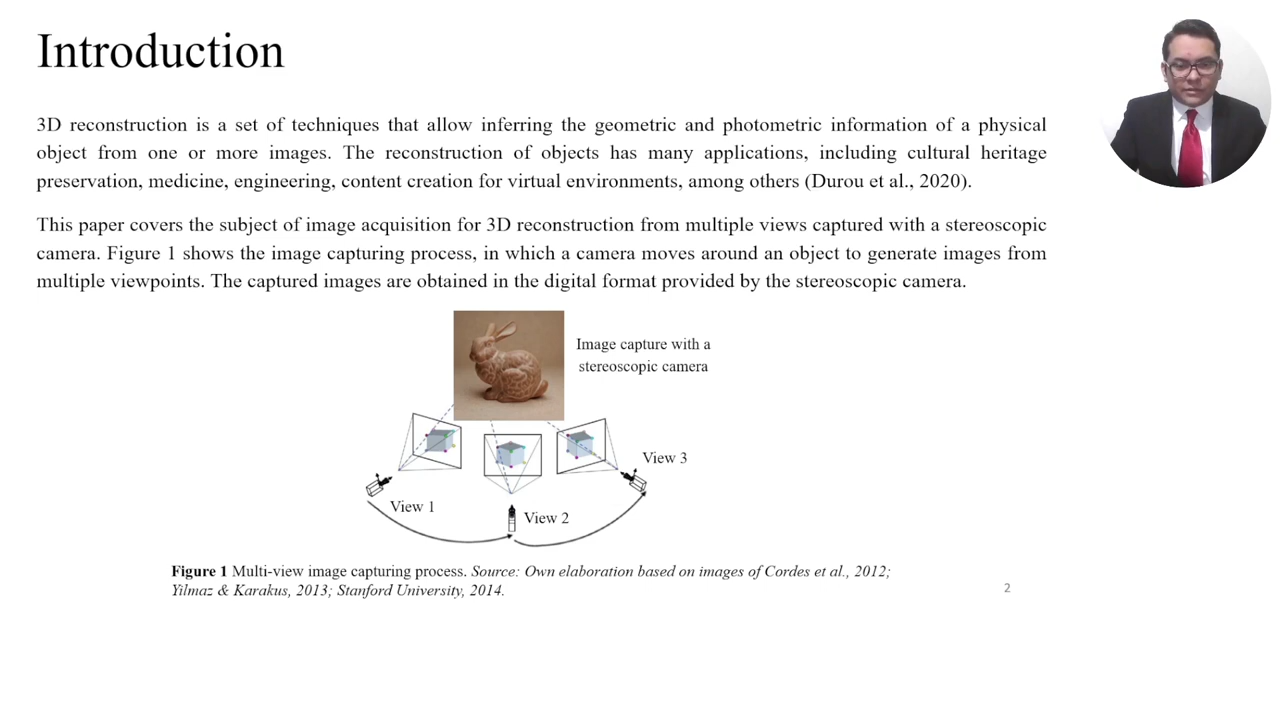 Introduction
3D reconstruction is a set of techniques that allow inferring the geometric and photometric information of a physical
object from one or more images. The reconstruction of objects has many applications, including cultural heritage
preservation, medicine, engineering, content creation for virtual environments, among others (Durou et al., 2020).
This paper covers the subject of image acquisition for 3D reconstruction from multiple views captured with a stereoscopic
camera. Figure 1 shows the image capturing process, in which a camera moves around an object to generate images from
multiple viewpoints. The captured images are obtained in the digital format provided by the stereoscopic camera.
Image capture with a
stereoscopic camera
View 3
View 1
View 2
Figure 1 Multi-view image capturing process. Source: Own elaboration based on images of Cordes et al., 2012;
Yilmaz & Karakus, 2013; Stanford University, 2014.
2